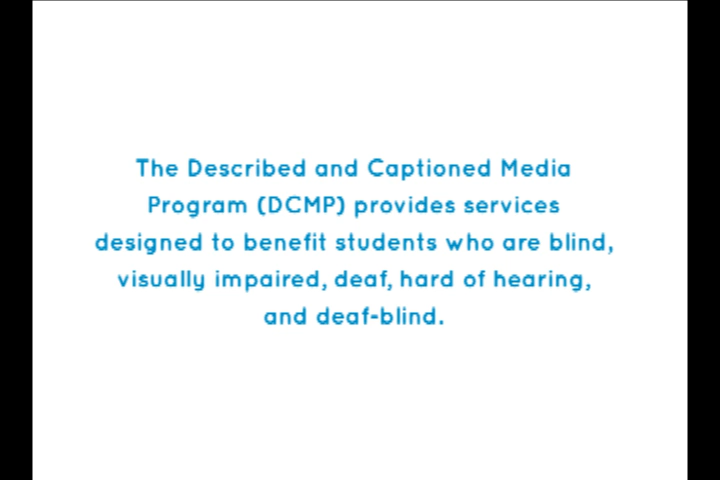 The Described and Captioned Media
Program (DCMP) provides services
designed to benefit students who are blind,
visually impaired, deaf, hard of hearing,
and deaf-blind.